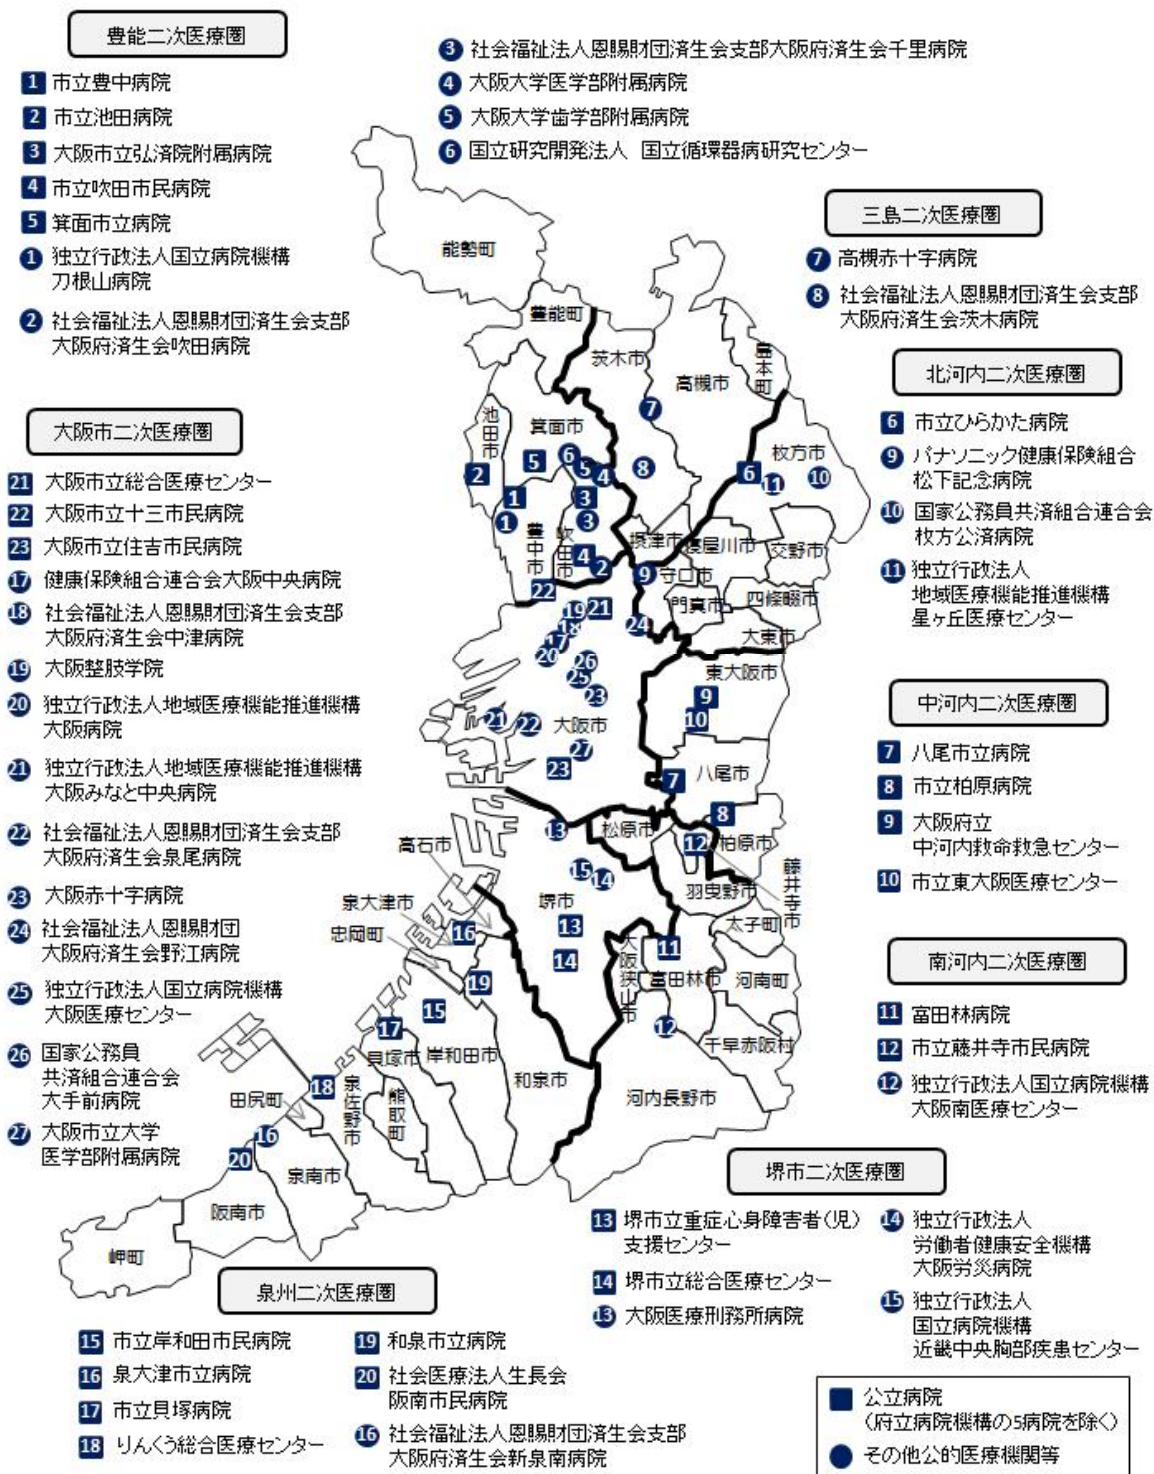 豊能二次医療圏
1 市立豊中病院
2 市立池田病院
3 大阪市立弘済院附属病院
4 市立吹田市民病院
5 箕面市立病院
1 独立行政法人国立病院機構
刀根山病院
2 社会福祉法人恩賜財団済生会支部
大阪府済生会吹田病院
3 社会福祉法人恩賜財団済生会支部大阪府済生会千里病院
4 大阪大学医学部附属病院
5 大阪大学歯学部附属病院
6 国立研究開発法人 国立循環器病研究センター
三島二次医療圏
7 高槻赤十字病院
8 社会福祉法人恩賜財団済生会支部
大阪府済生会茨木病院
北河内二次医療圏
6 市立ひらかた病院
9 パナソニック健康保険組合
松下記念病院
10 国家公務員共済組合連合会
枚方公済病院
11 独立行政法人
地域医療機能推進機構
星ヶ丘医療センター
大阪市二次医療圏
21 大阪市立総合医療センター
22 大阪市立十三市民病院
23 大阪市立住吉市民病院
17 健康保険組合連合会大阪中央病院
18 社会福祉法人恩賜財団済生会支部
大阪府済生会中津病院
19 大阪整肢学院
20 独立行政法人地域医療機能推進機構
大阪病院
21 独立行政法人地域医療機能推進機構
大阪みなと中央病院
22 社会福祉法人恩賜財団済生会支部
大阪府済生会泉尾病院
23 大阪赤十字病院
24 社会福祉法人恩賜財団
大阪府済生会野江病院
25 独立行政法人国立病院機構
大阪医療センター
26 国家公務員
共済組合連合会
大手前病院
27 大阪市立大学
医学部附属病院
中河内二次医療圏
7 八尾市立病院
8 市立柏原病院
9 大阪府立
中河内救命救急センター
10 市立東大阪医療センター
南河内二次医療圏
11 富田林病院
12 市立藤井寺市民病院
12 独立行政法人国立病院機構
大阪南医療センター
堺市二次医療圏
13 堺市立重症心身障害者(児)
支援センター
14 堺市立総合医療センター
13 大阪医療刑務所病院
14 独立行政法人
労働者健康安全機構
大阪労災病院
15 独立行政法人
国立病院機構
近畿中央胸部疾患センター
泉州二次医療圏
15 市立岸和田市民病院
16 泉大津市立病院
17 市立貝塚病院
18 りんくう総合医療センター
19 和泉市立病院
20 社会医療法人生長会
阪南市民病院
16 社会福祉法人恩賜財団済生会支部
大阪府済生会新泉南病院
公立病院
(府立病院機構の5病院を除く)
その他公的医療機関等
能勢町
豊能町
茨木市
高槻市
島本町
池田市
箕面市
枚方市
7
6
5
4
8
6
11
10
2
5
1
3
1
3
豊中市
吹田市
摂津市
寝屋川市
交野市
4
2
9
守口市
22
門真市
四條畷市
19
21
18
24
大東市
17
20
26
25
23
東大阪市
9
10
21
22
大阪市
27
23
7
八尾市
8
13
松原市
12
柏原市
高石市
15
14
羽曳野市
藤井寺市
泉大津市
堺市
太子町
忠岡町
16
13
14
大阪狭山市
11
富田林市
河南町
19
15
12
17
貝塚市
岸和田市
千早赤阪村
和泉市
河内長野市
18
泉佐野市
熊取町
田尻町
16
20
泉南市
阪南市
岬町